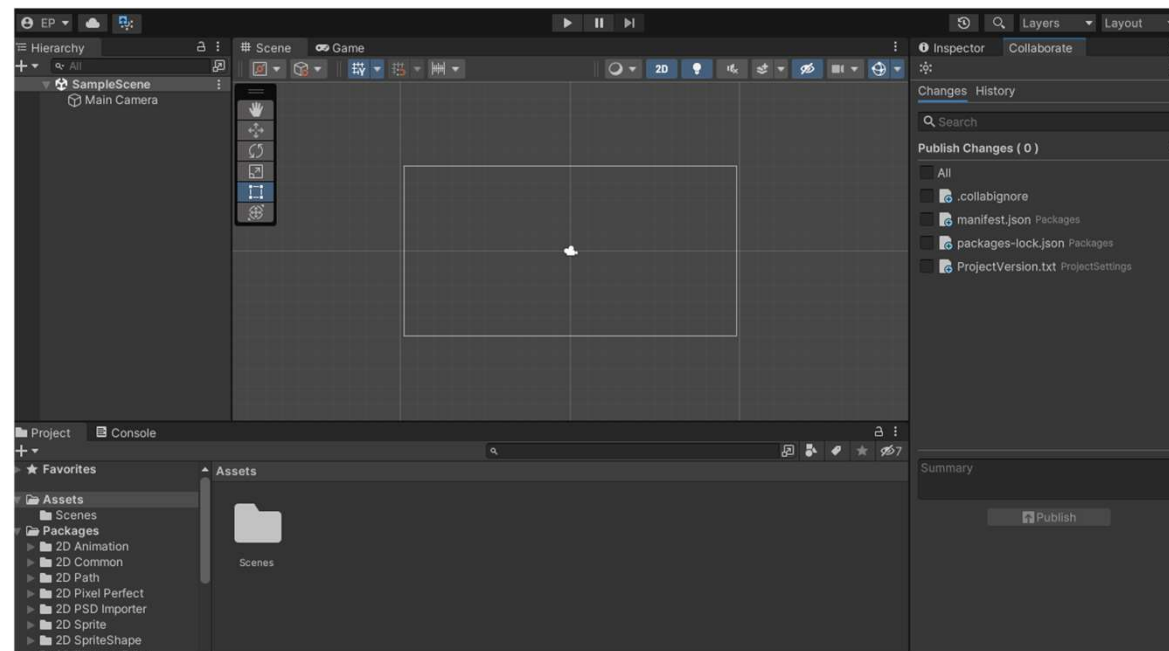 EP
Layers
Layout
Hierarchy
All
SampleScene
Main Camera
Scene
Game
2D
Inspector
Collaborate
Changes
History
Search
Publish Changes ( 0 )
All
.collabignore
manifest.json Packages
packages-lock.json Packages
ProjectVersion.txt ProjectSettings
Summary
Publish
Project
Console
7
Favorites
Assets
Scenes
Packages
2D Animation
2D Common
2D Path
2D Pixel Perfect
2D PSD Importer
2D Sprite
2D SpriteShape
Assets
Scenes